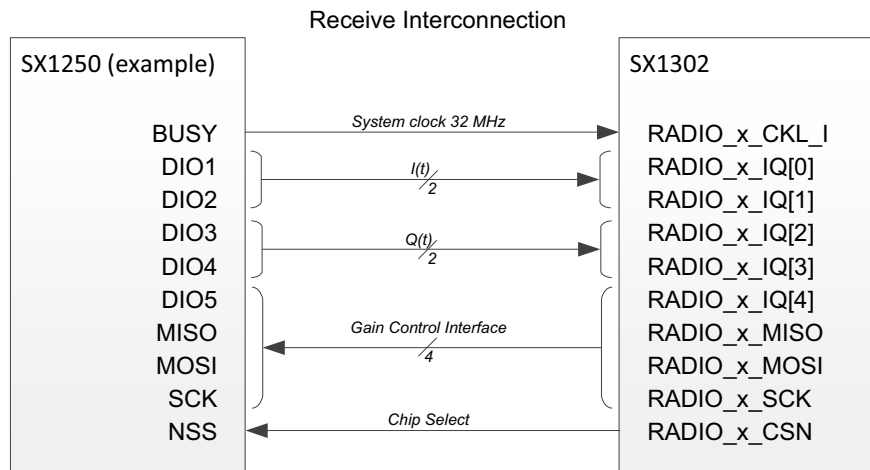 Receive Interconnection
SX1250 (example)
SX1302
BUSY
System clock 32 MHz
RADIO_x_CKL_I
DIO1
I(t)
2
RADIO_x_IQ[0]
DIO2
RADIO_x_IQ[1]
DIO3
Q(t)
2
RADIO_x_IQ[2]
DIO4
RADIO_x_IQ[3]
DIO5
RADIO_x_IQ[4]
MISO
Gain Control Interface
4
RADIO_x_MISO
MOSI
RADIO_x_MOSI
SCK
RADIO_x_SCK
NSS
Chip Select
RADIO_x_CSN